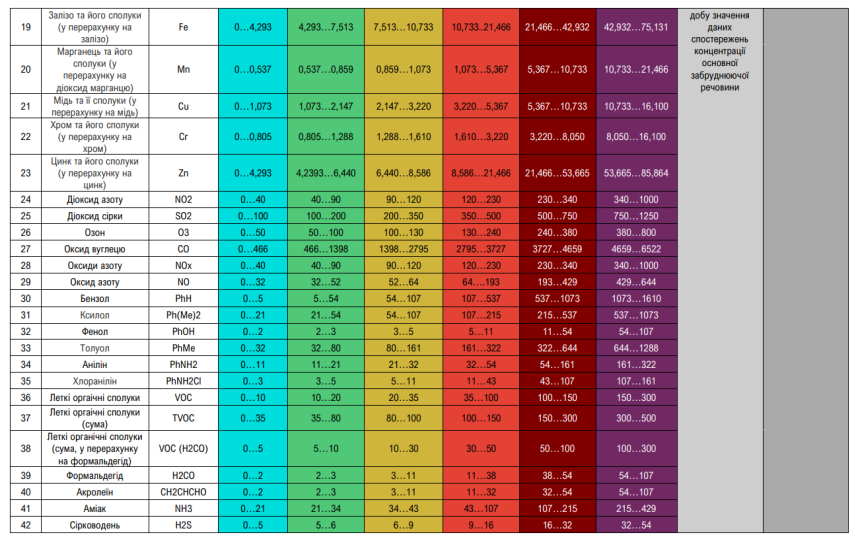 19 Залізо та його сполуки (у перерахунку на залізо) Fe 0…4,293 4,293…7,513 7,513…10,733 10,733…21,466 21,466…42,932 42,932…75,131
добу значення
даних
спостережень
концентрації
основної
забруднюючої
речовини
20 Марганець та його сполуки (у перерахунку на діоксид марганцю) Mn 0…0,537 0,537…0,859 0,859…1,073 1,073…5,367 5,367…10,733 10,733…21,466
21 Мідь та її сполуки (у перерахунку на мідь) Cu 0…1,073 1,073…2,147 2,147…3,220 3,220…5,367 5,367…10,733 10,733…16,100
22 Хром та його сполуки (у перерахунку на хром) Cr 0…0,805 0,805…1,288 1,288…1,610 1,610…3,220 3,220…8,050 8,050…16,100
23 Цинк та його сполуки (у перерахунку на цинк) Zn 0…4,293 4,2393…6,440 6,440…8,586 8,586…21,466 21,466…53,665 53,665…85,864
24 Діоксид азоту NO2 0…40 40…90 90…120 120…230 230…340 340…1000
25 Діоксид сірки SO2 0…100 100…200 200…350 350…500 500…750 750…1250
26 Озон O3 0…50 50…100 100…130 130…240 240…380 380…800
27 Оксид вуглецю CO 0…466 466…1398 1398…2795 2795…3727 3727…4659 4659…6522
28 Оксиди азоту NOx 0…40 40…90 90…120 120…230 230…340 340…1000
29 Оксид азоту NO 0…32 32…52 52…64 64….193 193…429 429…644
30 Бензол PhH 0…5 5…54 54…107 107…537 537…1073 1073…1610
31 Ксилол Ph(Me)2 0…21 21…54 54…107 107…215 215…537 537…1073
32 Фенол PhOH 0…2 2…3 3…5 5…11 11…54 54…107
33 Толуол PhMe 0…32 32…80 80…161 161…322 322…644 644…1288
34 Анілін PhNH2 0…11 11…21 21…32 32…54 54…161 161…322
35 Хлоранілін PhNH2Cl 0…3 3…5 5…11 11…43 43…107 107…161
36 Леткі оргаічні сполуки VOC 0…10 10…20 20…35 35…100 100…150 150…300
37 Леткі оргаічні сполуки (сума) TVOC 0…35 35…80 80…100 100…150 150…300 300…500
38 Леткі органічні сполуки (сума, у перерахунку на формальдегід) VOC (H2CO) 0…5 5…10 10…30 30…50 50…100 100…300
39 Формальдегід H2CO 0…2 2…3 3…11 11…38 38…54 54…107
40 Акролеїн CH2CHCHO 0…2 2…3 3…11 11…32 32…54 54…107
41 Аміак NH3 0…21 21…34 34…43 43…107 107…215 215…429
42 Сірководень H2S 0…5 5…6 6…9 9…16 16…32 32…54